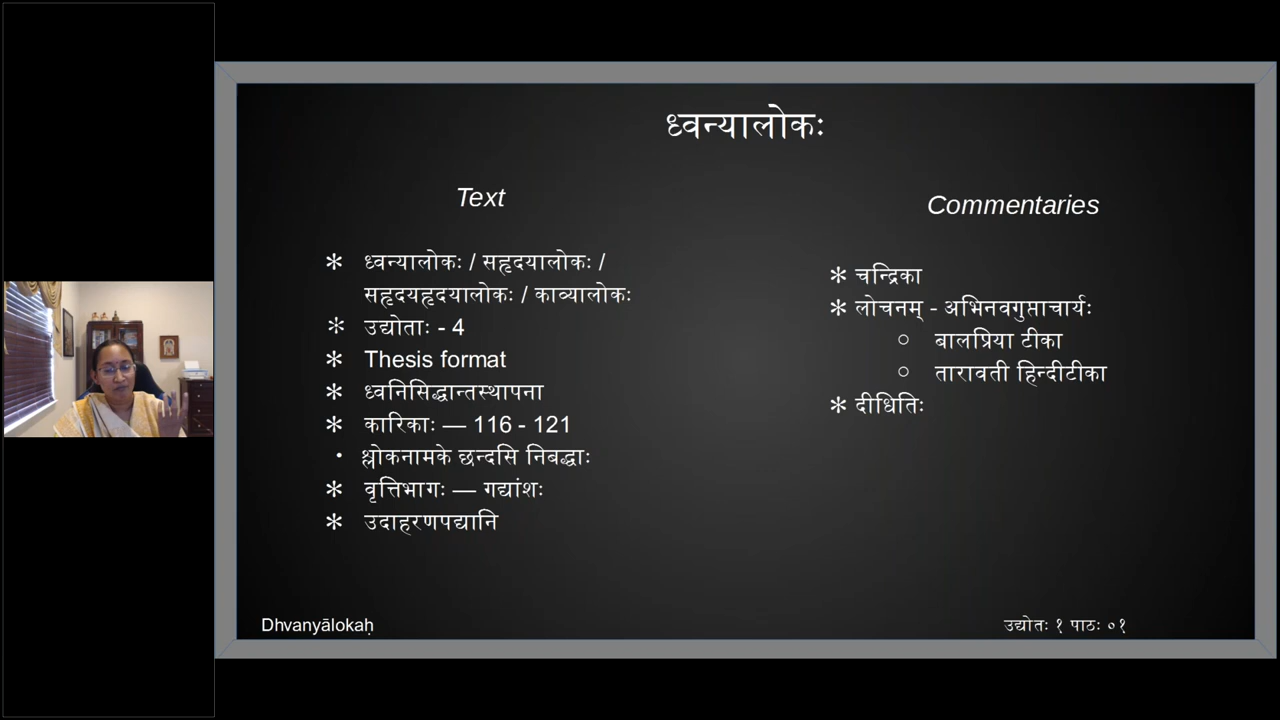 ध्वन्यालोकः
Text
✻ ध्वन्यालोकः / सहृदयालोकः /
सहृदयहृदयालोकः / काव्यालोकः
✻ उद्योताः - 4
✻ Thesis format
✻ ध्वनिसिद्धान्तस्थापना
✻ कारिकाः — 116 - 121
• श्लोकनामके छन्दसि निबद्धाः
✻ वृत्तिभागः — गद्यांशः
✻ उदाहरणपद्यानि
Commentaries
✻ चन्द्रिका
✻ लोचनम् - अभिनवगुप्ताचार्यः
○ बालप्रिया टीका
○ तारावती हिन्दीटीका
✻ दीधितिः
Dhvanyālokaḥ
उद्योतः १ पाठः ०१